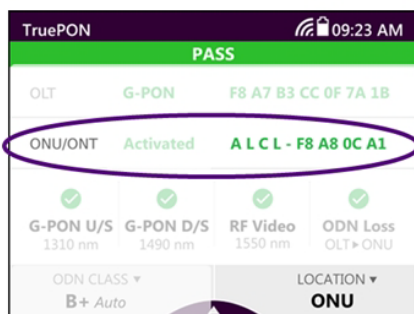 TruePON 09:23 AM
PASS
OLT G-PON F8 A7 B3 CC 0F 7A 1B
ONU/ONT Activated A L C L - F8 A8 0C A1
G-PON U/S G-PON D/S RF Video ODN Loss
1310 nm 1490 nm 1550 nm OLT ▸ ONU
ODN CLASS ▾ LOCATION ▾
B+ Auto ONU